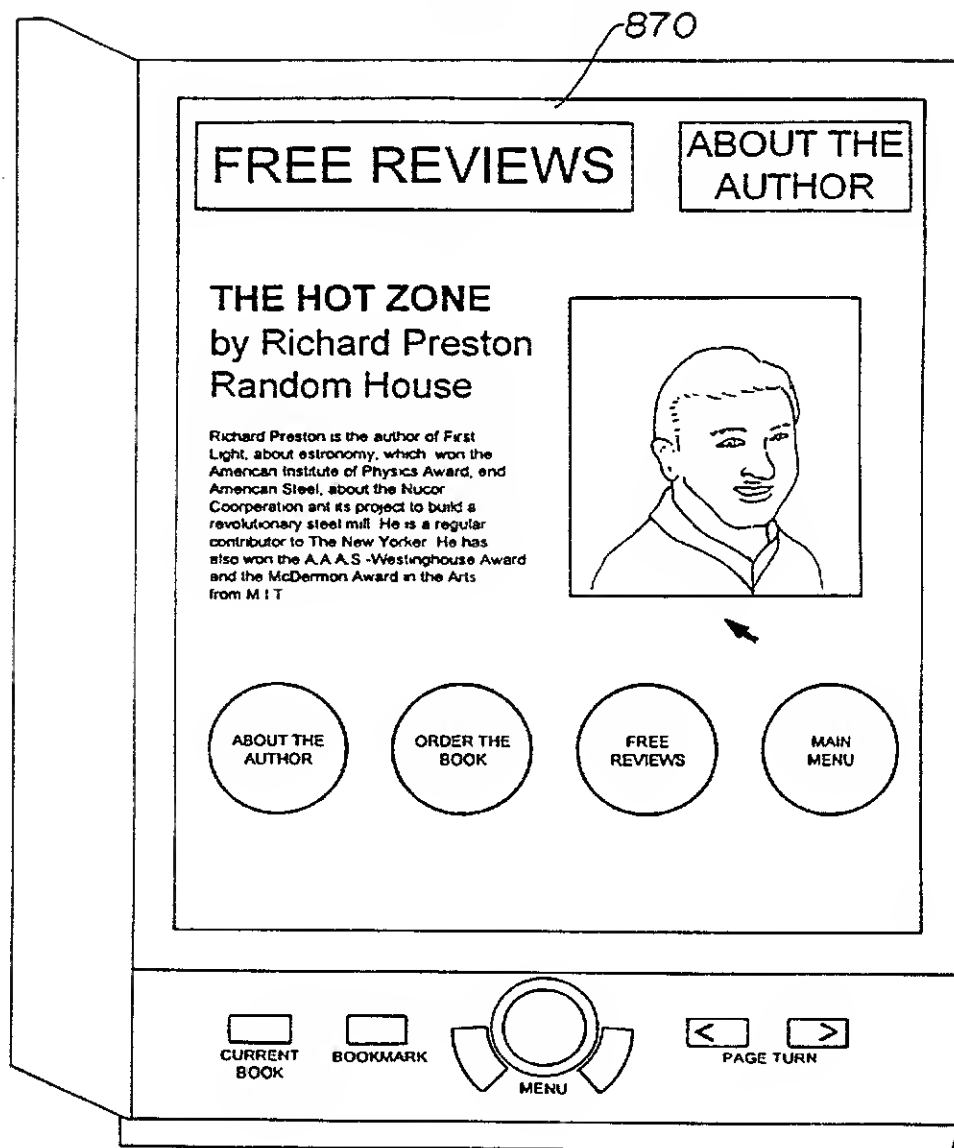 870
FREE REVIEWS
ABOUT THE
AUTHOR
THE HOT ZONE
by Richard Preston
Random House
Richard Preston is the author of First
Light, about estronomy, which won the
American Institute of Physics Award, end
American Steel, about the Nucor
Coorperation ant its project to build a
revolutionary steel mill. He is a regular
contributor to The New Yorker. He has
also won the A.A.A.S.-Westinghouse Award
and the McDermon Award in the Arts
from M I T
ABOUT THE
AUTHOR
ORDER THE
BOOK
FREE
REVIEWS
MAIN
MENU
CURRENT
BOOK
BOOKMARK
MENU
< >
PAGE TURN